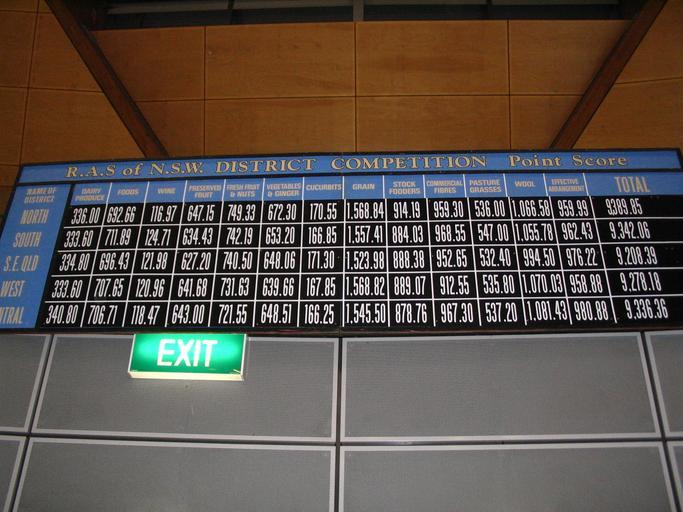 R.A.S of N.S.W. DISTRICT COMPETITION Point Score
NAME OF DISTRICT DAIRY PRODUCE FOODS WINE PRESERVED FRUIT FRESH FRUIT & NUTS VEGETABLES & GINGER CUCURBITS GRAIN STOCK FODDERS COMMERCIAL FIBRES PASTURE GRASSES WOOL EFFECTIVE ARRANGEMENT TOTAL
NORTH 336.00 692.66 116.97 647.15 749.33 672.30 170.55 1,568.84 914.19 959.30 536.00 1,066.58 959.99 9,389.85
SOUTH 333.60 711.89 124.71 634.43 742.19 653.20 166.85 1,557.41 884.03 968.55 547.00 1,055.78 962.43 9,342.06
S.E. QLD 334.80 696.43 121.98 627.20 740.50 648.06 171.30 1,523.98 888.38 952.65 532.40 994.50 976.22 9,208.39
WEST 333.60 707.65 120.96 641.68 731.63 639.66 167.85 1,568.82 889.07 912.55 535.80 1,070.03 958.88 9,278.18
NTRAL 340.80 706.71 118.47 643.00 721.55 648.51 166.25 1,545.50 878.76 967.30 537.20 1,081.43 980.88 9,336.36
EXIT